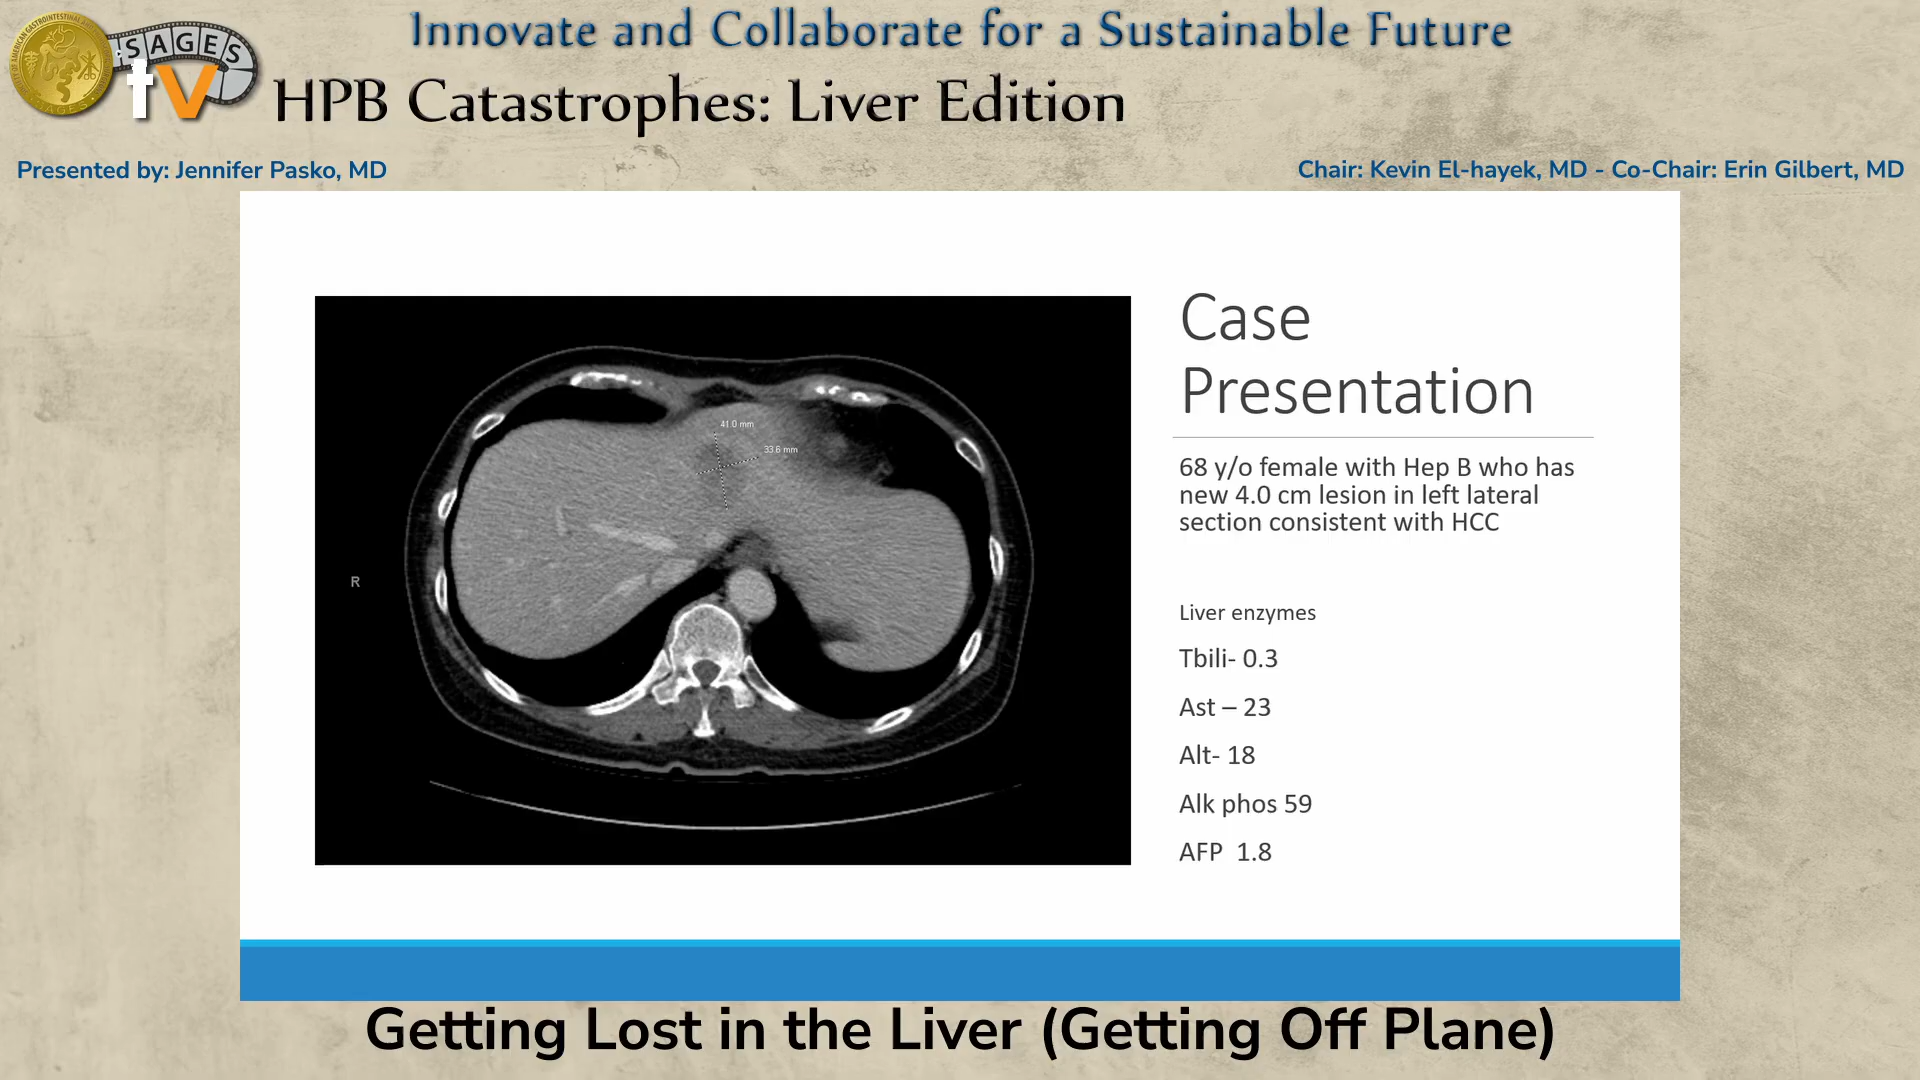 Innovate and Collaborate for a Sustainable Future
SAGES
tv
HPB Catastrophes: Liver Edition
Presented by: Jennifer Pasko, MD
Chair: Kevin El-hayek, MD - Co-Chair: Erin Gilbert, MD
41.0 mm
33.6 mm
R
Case
Presentation
68 y/o female with Hep B who has
new 4.0 cm lesion in left lateral
section consistent with HCC
Liver enzymes
Tbili- 0.3
Ast – 23
Alt- 18
Alk phos 59
AFP 1.8
Getting Lost in the Liver (Getting Off Plane)